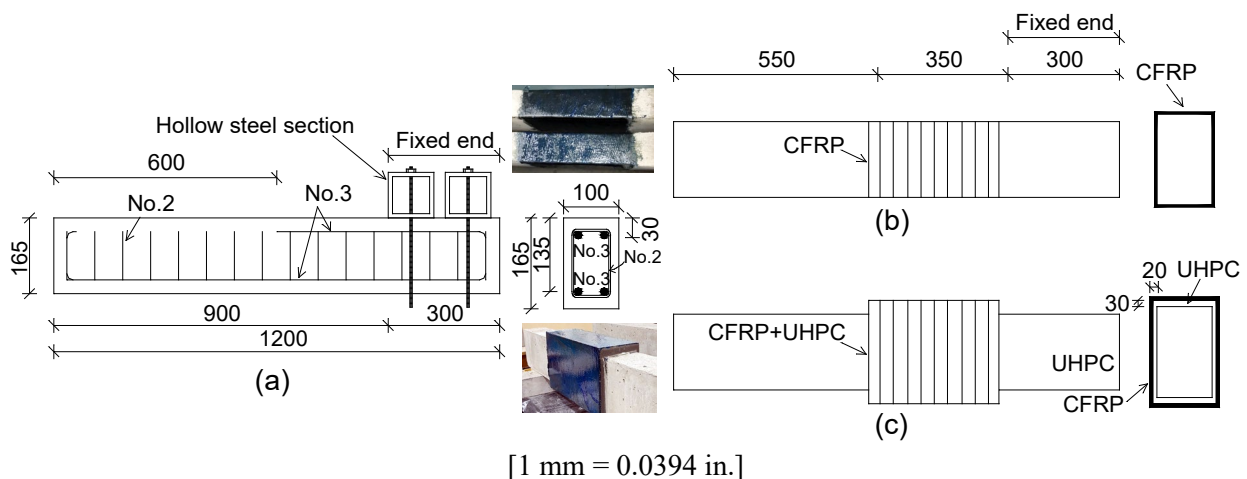 Hollow steel section
Fixed end
600
No.2
No.3
165
900
300
1200
(a)
100
30
165
135
No.3
No.2
No.3
Fixed end
550
350
300
CFRP
CFRP
(b)
20
UHPC
30
CFRP+UHPC
UHPC
CFRP
(c)
[1 mm = 0.0394 in.]